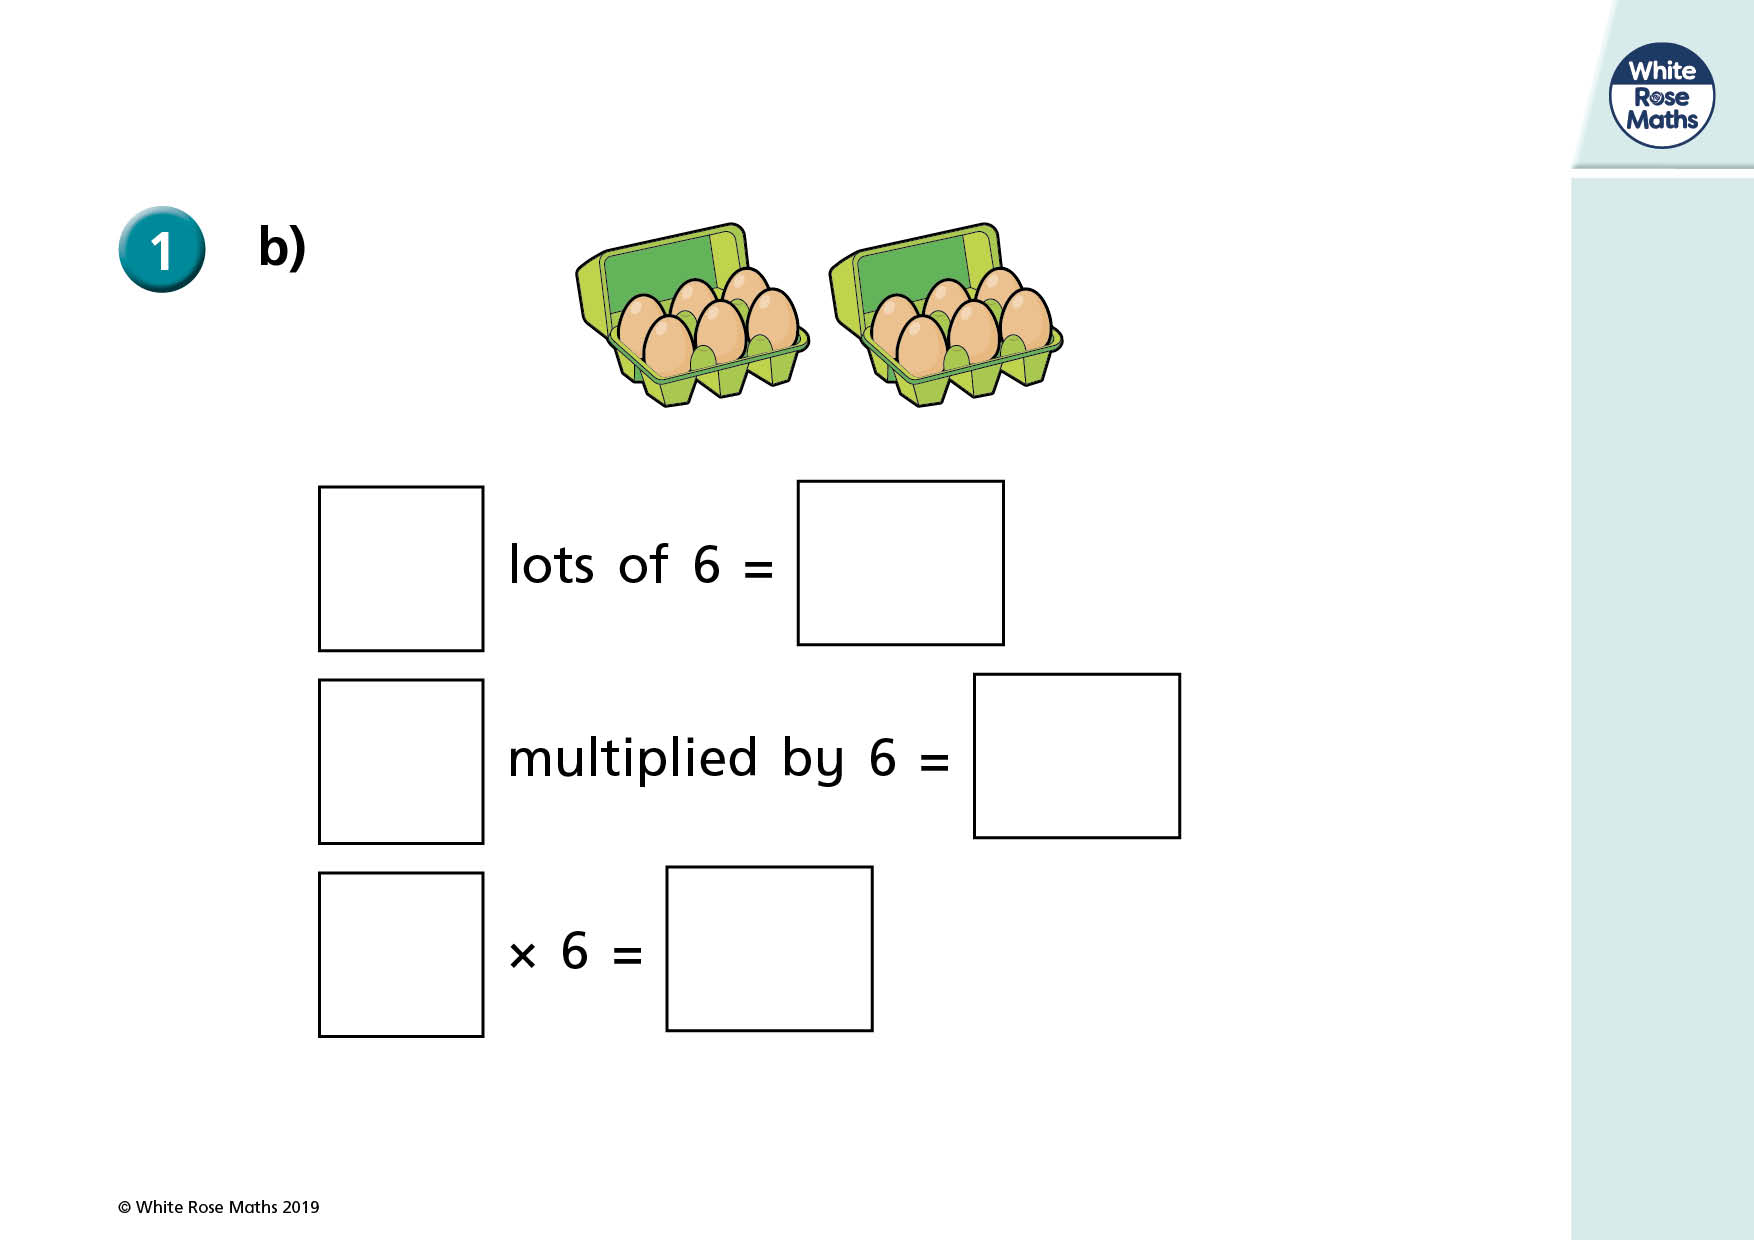 White
Rose
Maths
1 b)
lots of 6 =
multiplied by 6 =
× 6 =
© White Rose Maths 2019